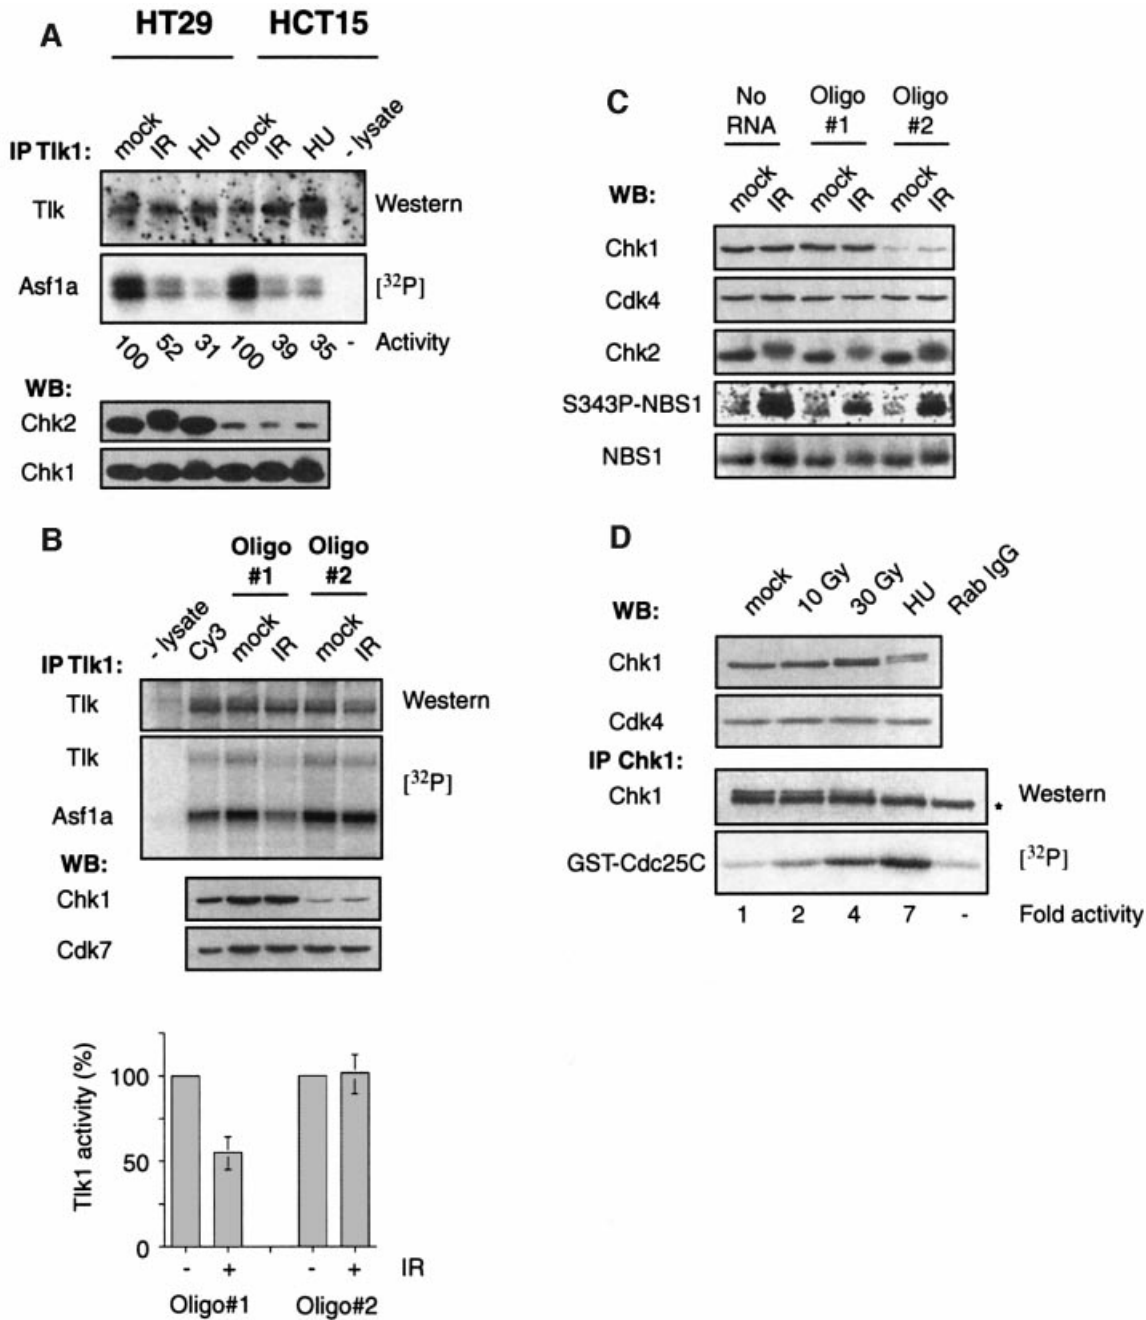 A
HT29 HCT15
IP Tlk1: mock IR HU mock IR HU - lysate
Tlk Western
Asf1a [32P]
100 52 31 100 39 35 - Activity
WB:
Chk2
Chk1
B
Oligo #1 Oligo #2
IP Tlk1: - lysate Cy3 mock IR mock IR
Tlk Western
Tlk
[32P]
Asf1a
WB:
Chk1
Cdk7
Tlk1 activity (%)
100
50
0
- + - + IR
Oligo#1 Oligo#2
C
No RNA Oligo #1 Oligo #2
WB: mock IR mock IR mock IR
Chk1
Cdk4
Chk2
S343P-NBS1
NBS1
D
WB: mock 10 Gy 30 Gy HU Rab IgG
Chk1
Cdk4
IP Chk1:
Chk1 * Western
GST-Cdc25C [32P]
1 2 4 7 - Fold activity